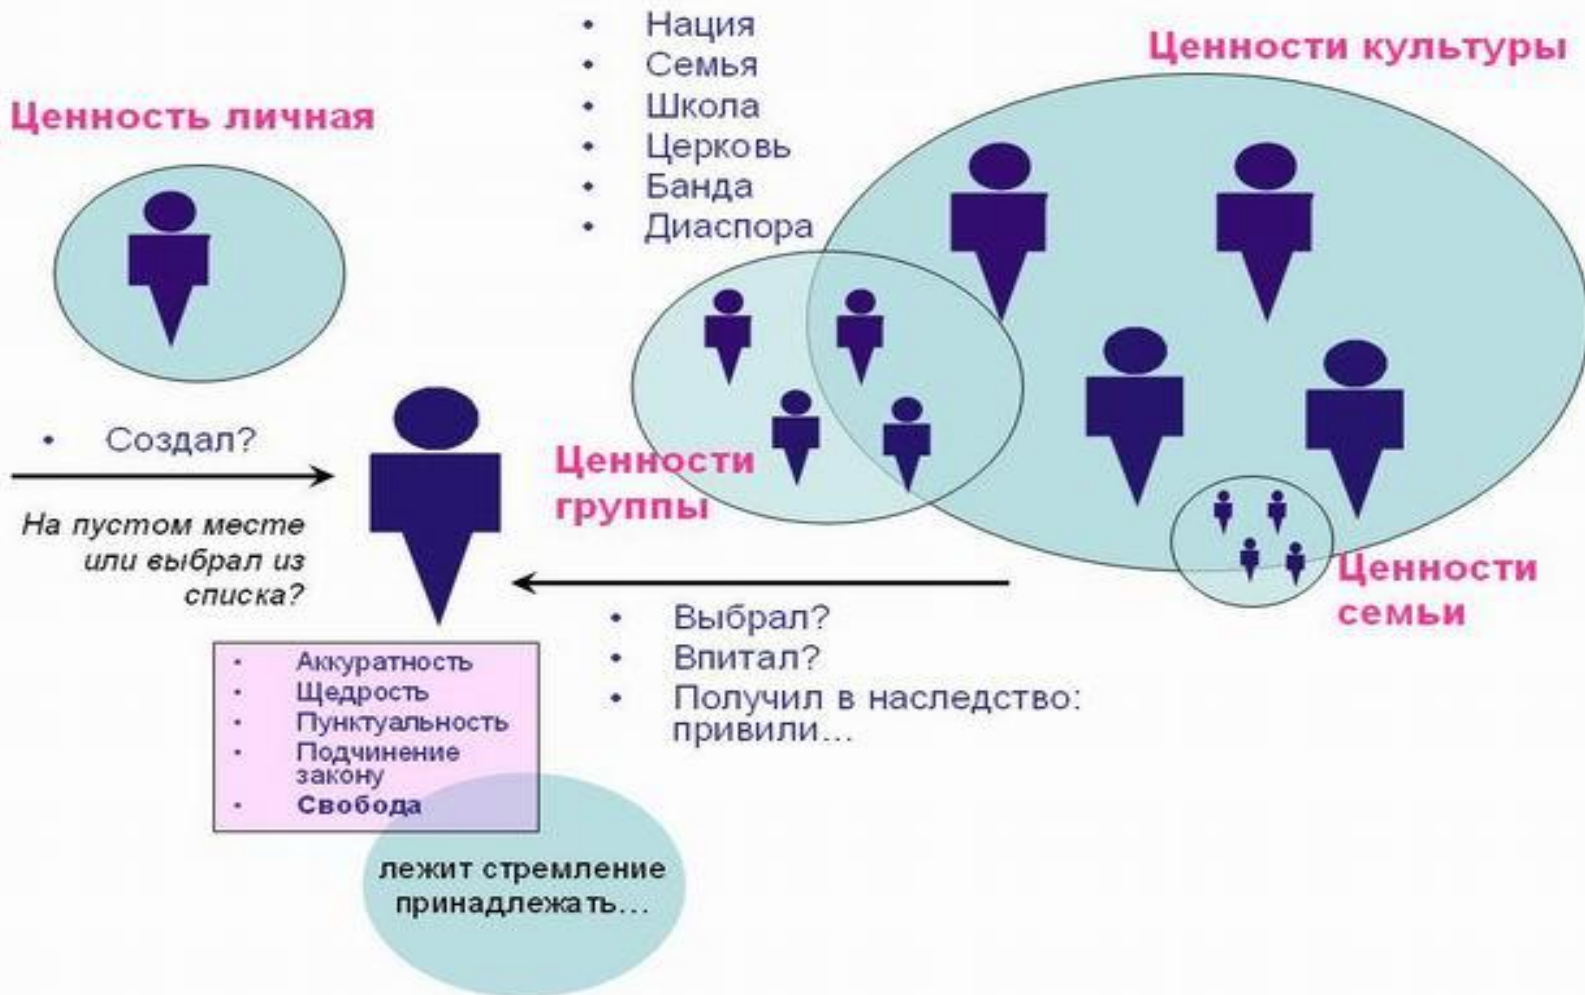 Ценность личная
• Нация
• Семья
• Школа
• Церковь
• Банда
• Диаспора
Ценности культуры
• Создал?
На пустом месте
или выбрал из
списка?
Ценности
группы
Ценности
семьи
• Выбрал?
• Впитал?
• Получил в наследство:
привили...
• Аккуратность
• Щедрость
• Пунктуальность
• Подчинение
закону
• Свобода
лежит стремление
принадлежать...